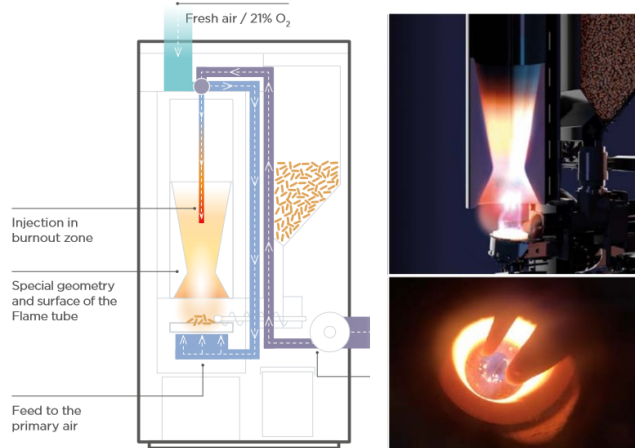 Fresh air / 21% O₂
Injection in
burnout zone
Special geometry
and surface of the
Flame tube
Feed to the
primary air